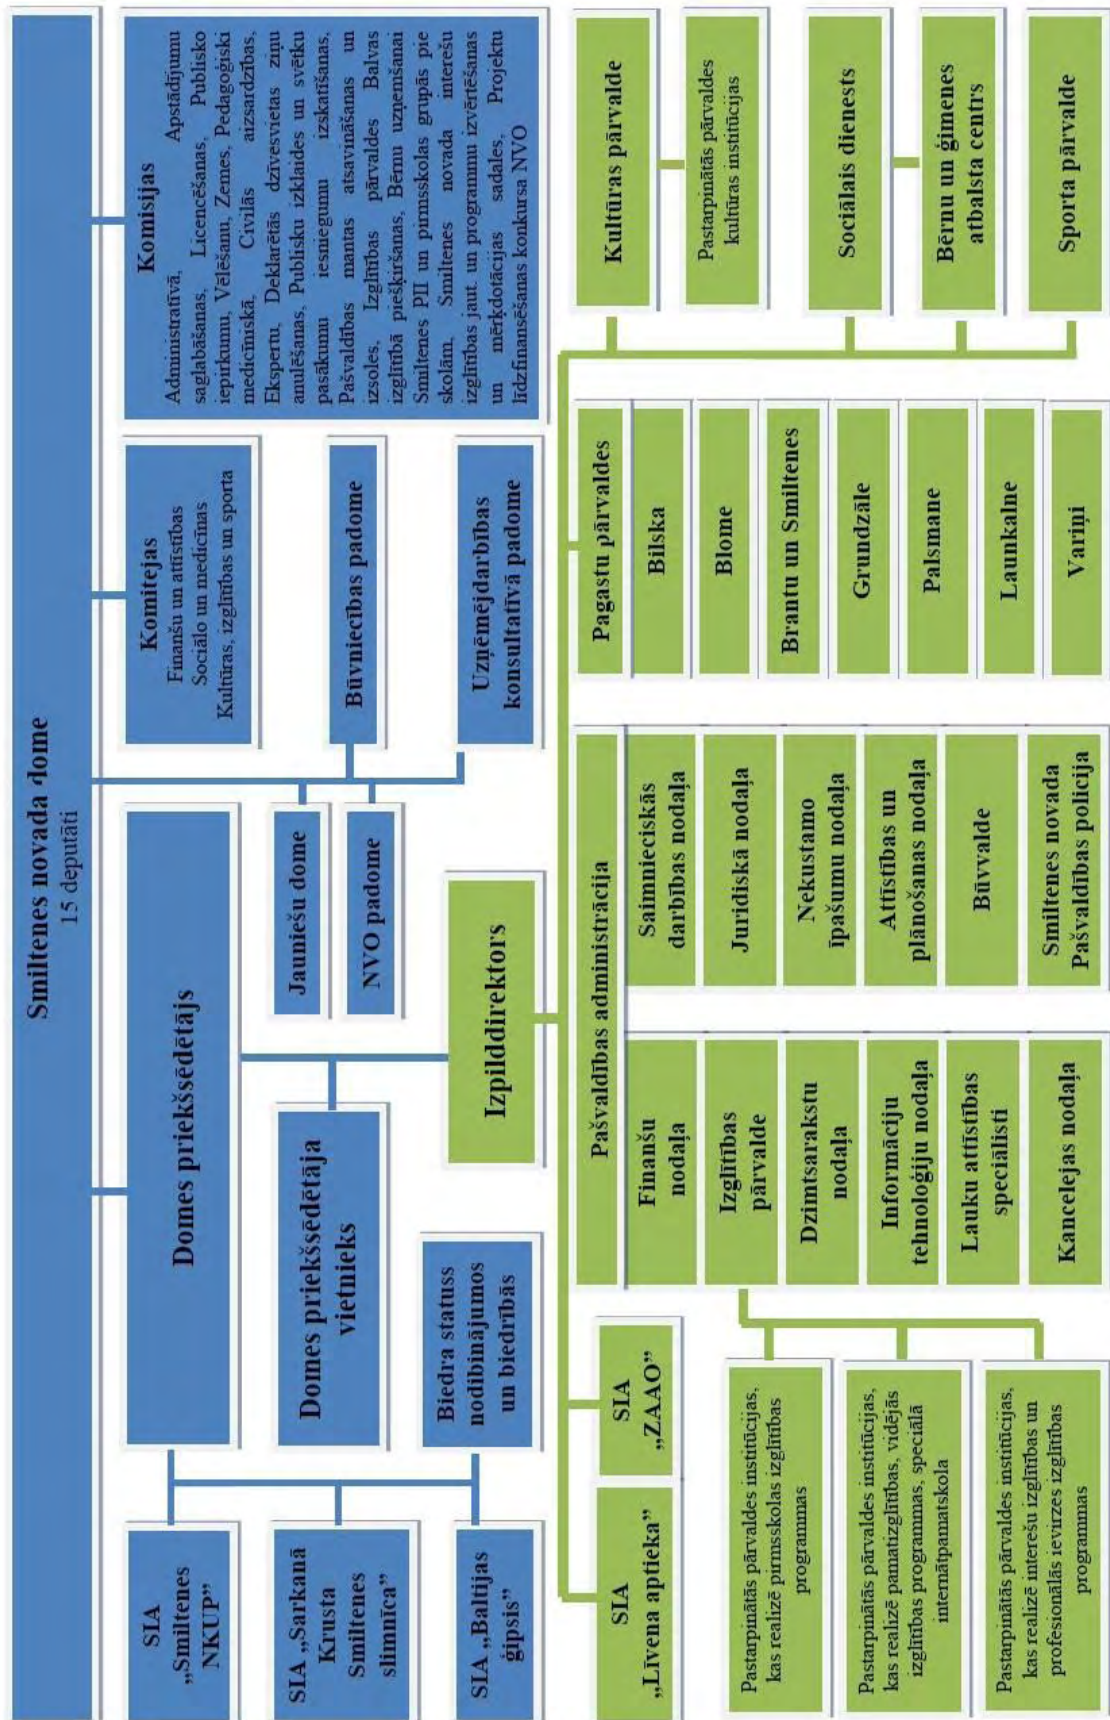 Smiltenes novada dome
15 deputāti
Domes priekšsēdētājs
Komitejas
Finanšu un attīstības
Sociālo un medicīnas
Kultūras, izglītības un sporta
Komisijas
Administratīvā, Apstādījumu
saglabāšanas, Licencēšanas, Publisko
iepirkumu, Vēlēšanu, Zemes, Pedagoģiski
medicīniskā, Civilās aizsardzības,
Ekspertu, Deklarētās dzīvesvietas ziņu
anulēšanas, Publisku izklaides un svētku
pasākumu iesniegumu izskatīšanas,
Pašvaldības mantas atsavināšanas un
izsoles, Izglītības pārvaldes Balvas
izglītībā piešķiršanas, Bērnu uzņemšanai
Smiltenes PII un pirmsskolas grupās pie
skolām, Smiltenes novada interešu
izglītības jaut. un programmu izvērtēšanas
un mērķdotācijas sadales, Projektu
līdzfinansēšanas konkursa NVO
SIA
„Smiltenes
NKUP”
SIA „Sarkanā
Krusta
Smiltenes
slimnīca”
SIA „Baltijas
ģipsis”
Domes priekšsēdētāja
vietnieks
Biedra statuss
nodibinājumos
un biedrībās
Jauniešu dome
NVO padome
Būvniecības padome
Uzņēmējdarbības
konsultatīvā padome
Izpilddirektors
SIA
„Līvena aptieka”
SIA
„ZAAO”
Pašvaldības administrācija
Finanšu
nodaļa
Izglītības
pārvalde
Dzimtsarakstu
nodaļa
Informāciju
tehnoloģiju nodaļa
Lauku attīstības
speciālisti
Kancelejas nodaļa
Saimnieciskās
darbības nodaļa
Juridiskā nodaļa
Nekustamo
īpašumu nodaļa
Attīstības un
plānošanas nodaļa
Būvvalde
Smiltenes novada
Pašvaldības policija
Pagastu pārvaldes
Bilska
Blome
Brantu un Smiltenes
Grundzāle
Palsmane
Launkalne
Variņi
Kultūras pārvalde
Pastarpinātās pārvaldes
kultūras institūcijas
Sociālais dienests
Bērnu un ģimenes
atbalsta centrs
Sporta pārvalde
Pastarpinātās pārvaldes institūcijas,
kas realizē pirmsskolas izglītības
programmas
Pastarpinātās pārvaldes institūcijas,
kas realizē pamatizglītības, vidējās
izglītības programmas, speciālā
internātpamatskola
Pastarpinātās pārvaldes institūcijas,
kas realizē interešu izglītības un
profesionālās ievirzes izglītības
programmas